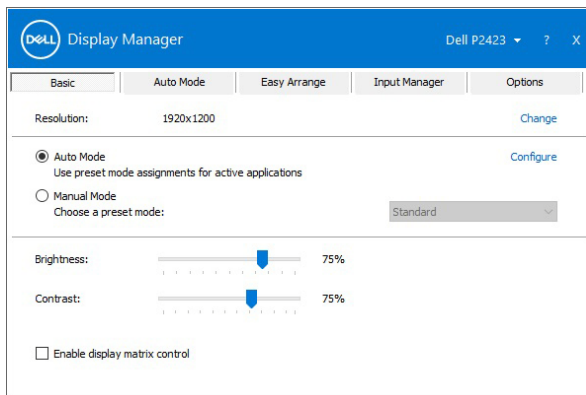 DELL Display Manager Dell P2423 ? X
Basic Auto Mode Easy Arrange Input Manager Options
Resolution: 1920x1200 Change
Auto Mode Configure
Use preset mode assignments for active applications
Manual Mode
Choose a preset mode: Standard
Brightness: 75%
Contrast: 75%
Enable display matrix control